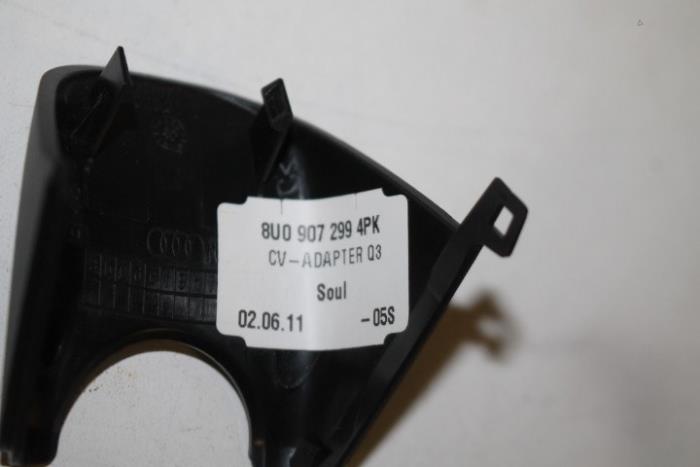 8U0 907 299 4PK
CV-ADAPTER Q3
Soul
02.06.11 -05S